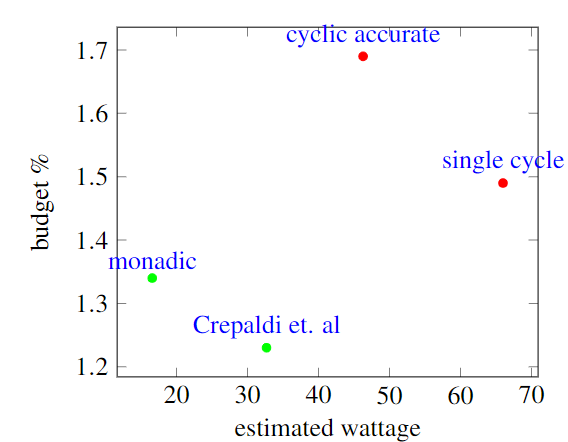 cyclic accurate
1.7
1.6
single cycle
1.5
budget %
1.4
monadic
1.3
Crepaldi et. al
1.2
20 30 40 50 60 70
estimated wattage